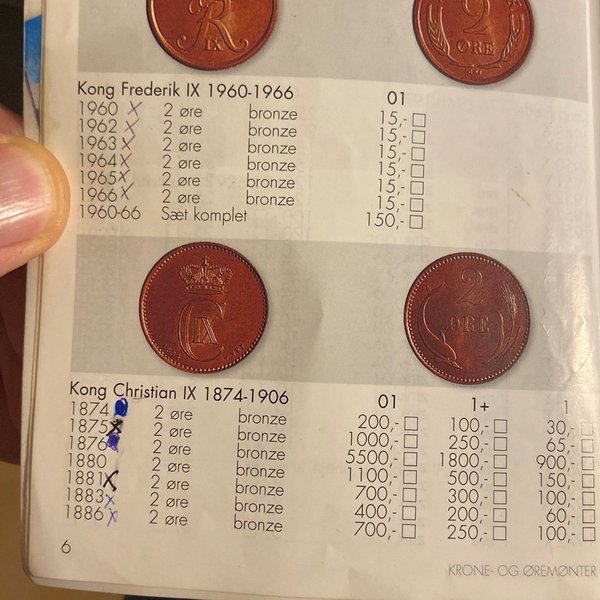 R
IX
2
ØRE
Kong Frederik IX 1960-1966 01
1960 x 2 øre bronze 15,- □
1962 x 2 øre bronze 15,- □
1963 x 2 øre bronze 15,- □
1964 x 2 øre bronze 15,- □
1965 x 2 øre bronze 15,- □
1966 x 2 øre bronze 15,- □
1960-66 Sæt komplet 150,- □
C
IX
2
ØRE
Kong Christian IX 1874-1906 01 1+ 1
1874 2 øre bronze 200,- □ 100,- □ 30,- □
1875 x 2 øre bronze 1000,- □ 250,- □ 65,- □
1876 2 øre bronze 5500,- □ 1800,- □ 900,- □
1880 2 øre bronze 1100,- □ 500,- □ 150,- □
1881 x 2 øre bronze 700,- □ 300,- □ 100,- □
1883 x 2 øre bronze 400,- □ 200,- □ 60,- □
1886 x 2 øre bronze 700,- □ 250,- □ 100,- □
6
KRONE- OG ØREMØNTER